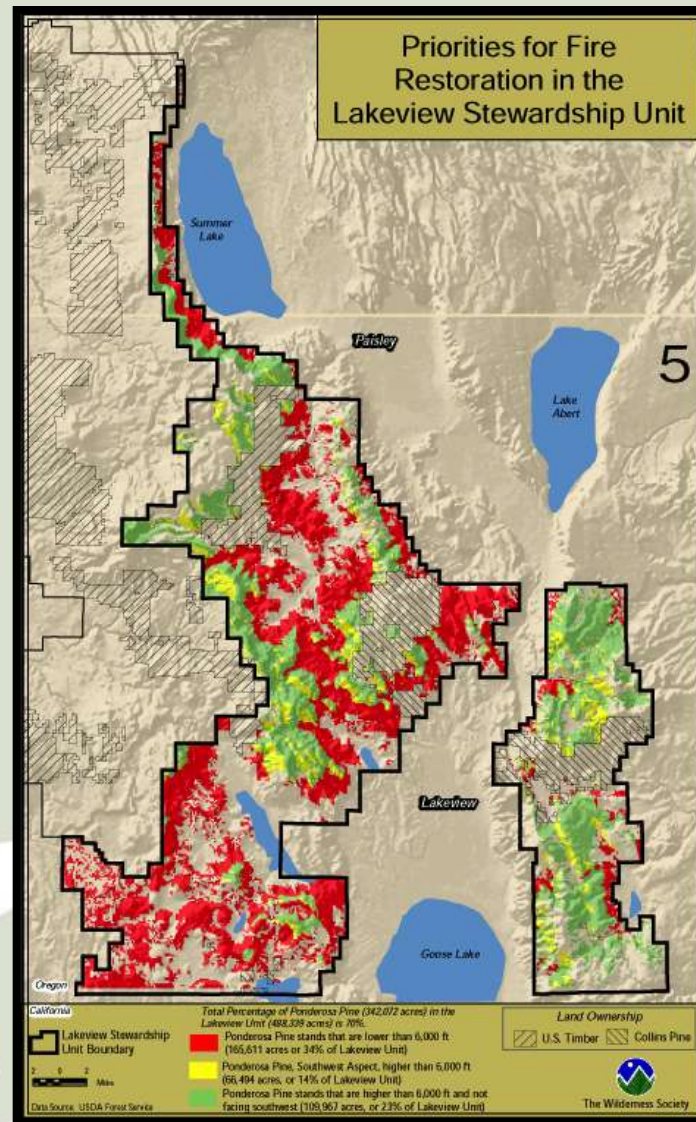 Priorities for Fire
Restoration in the
Lakeview Stewardship Unit
Summer
Lake
Paisley
5
Lake
Abert
Lakeview
Goose Lake
Oregon
California
Lakeview Stewardship
Unit Boundary
2 0 2
Miles
Data Source: USDA Forest Service
Total Percentage of Ponderosa Pine (342,072 acres) in the
Lakeview Unit (488,339 acres) is 70%.
Ponderosa Pine stands that are lower than 6,000 ft
(165,611 acres or 34% of Lakeview Unit)
Ponderosa Pine, Southwest Aspect, higher than 6,000 ft
(66,494 acres, or 14% of Lakeview Unit)
Ponderosa Pine stands that are higher than 6,000 ft and not
facing southwest (109,967 acres, or 23% of Lakeview Unit)
Land Ownership
U.S. Timber Collins Pine
The Wilderness Society